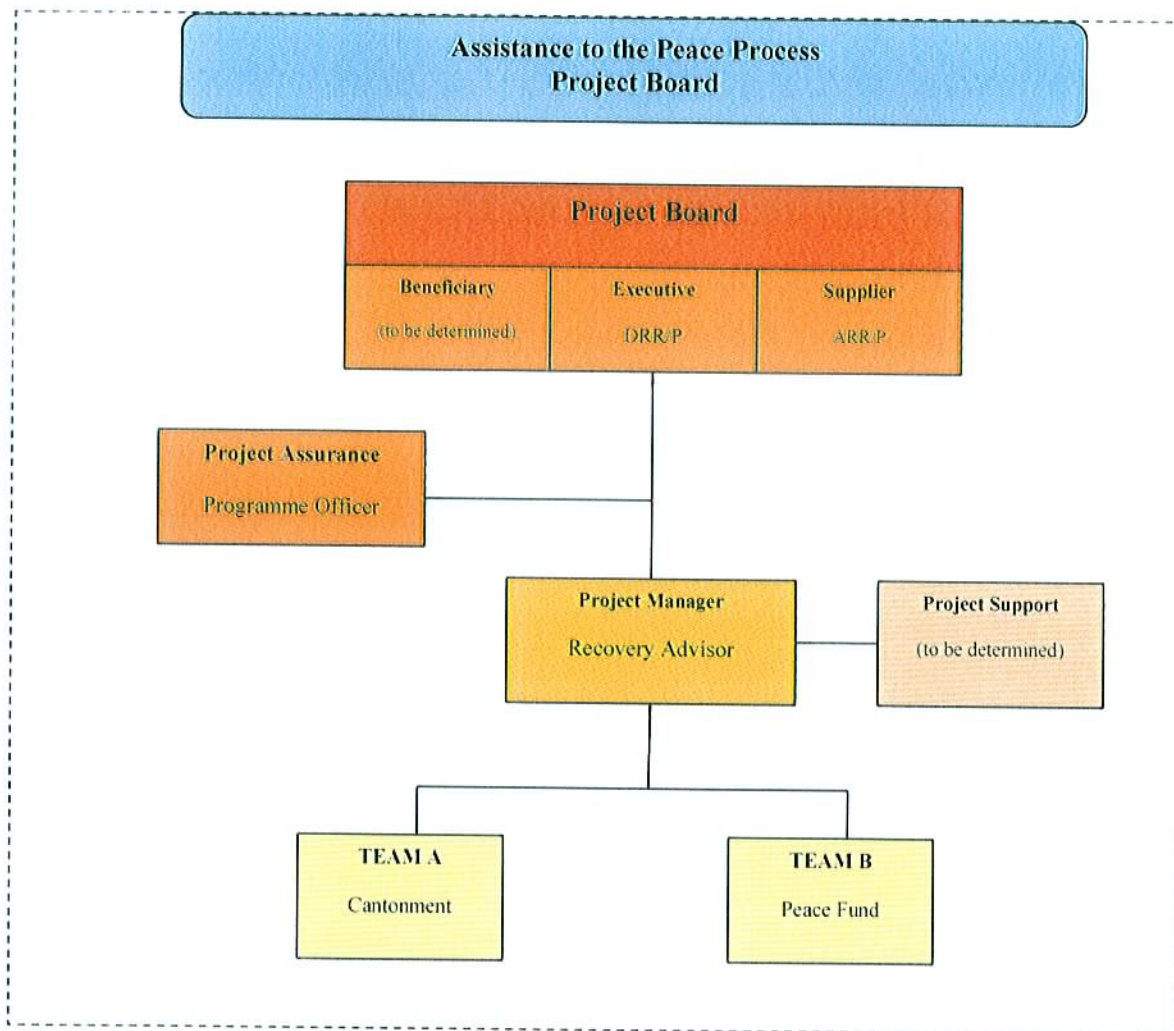 Assistance to the Peace Process
Project Board
Project Board
Beneficiary
(to be determined)
Executive
DRR/P
Supplier
ARR/P
Project Assurance
Programme Officer
Project Manager
Recovery Advisor
Project Support
(to be determined)
TEAM A
Cantonment
TEAM B
Peace Fund